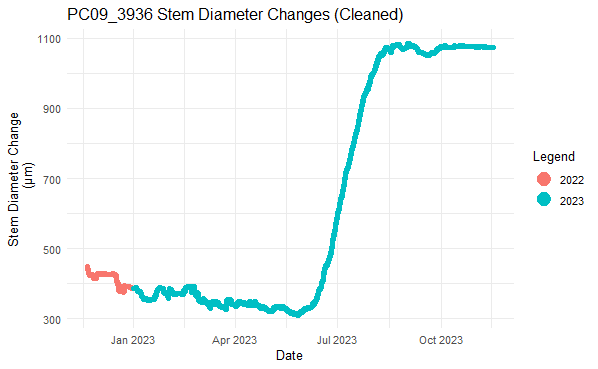 PC09_3936 Stem Diameter Changes (Cleaned)
1100
900
700
500
300
Stem Diameter Change
(µm)
Jan 2023
Apr 2023
Jul 2023
Oct 2023
Date
Legend
2022
2023